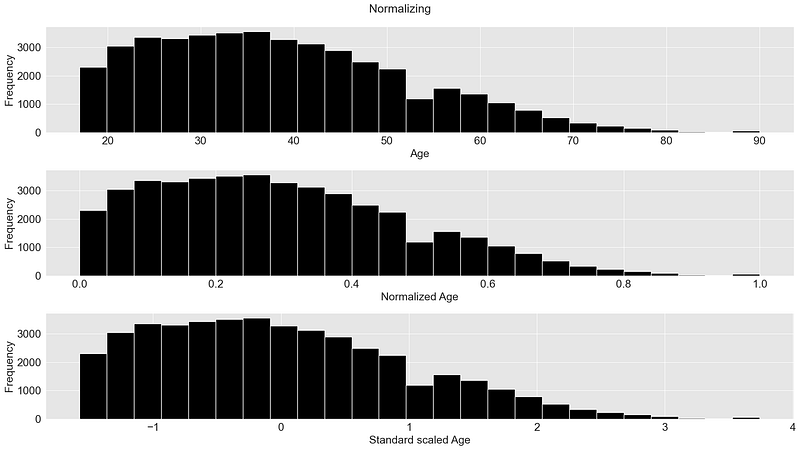 Normalizing
Frequency
3000
2000
1000
0
20 30 40 50 60 70 80 90
Age
Frequency
3000
2000
1000
0
0.0 0.2 0.4 0.6 0.8 1.0
Normalized Age
Frequency
3000
2000
1000
0
−1 0 1 2 3 4
Standard scaled Age